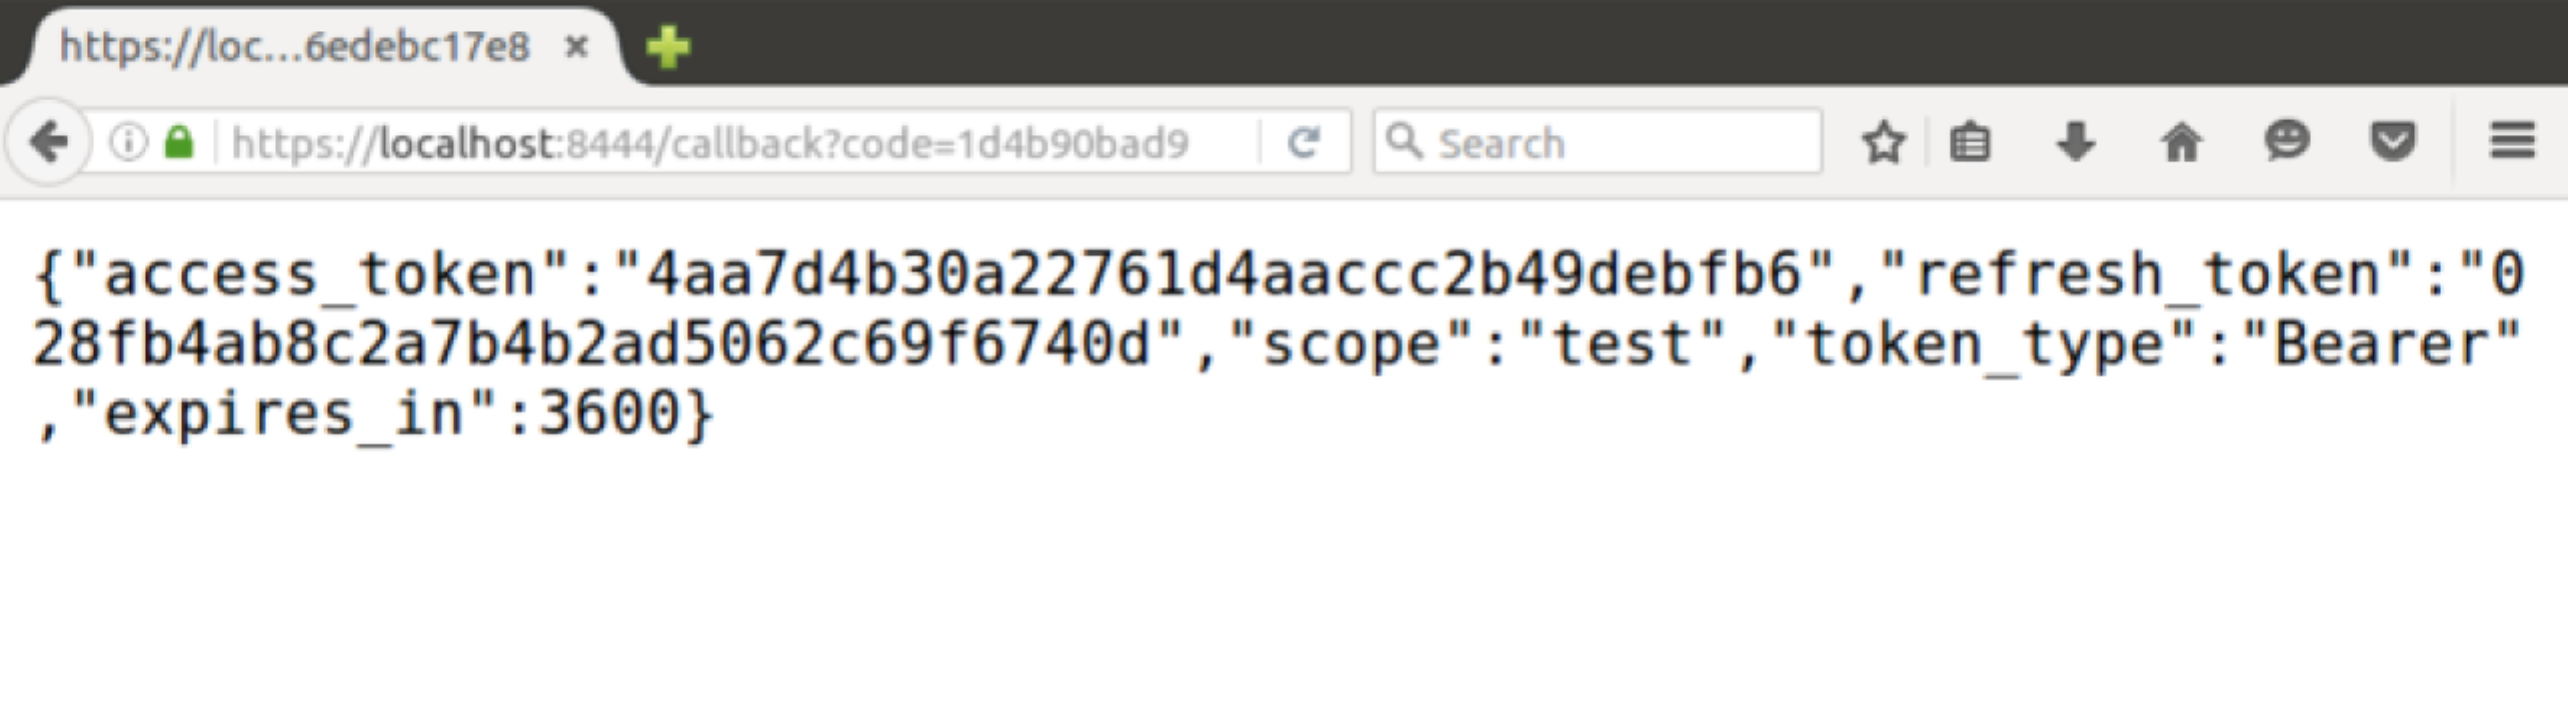 https://loc...6edebc17e8
https://localhost:8444/callback?code=1d4b90bad9
Search
{"access_token":"4aa7d4b30a22761d4aaccc2b49debfb6","refresh_token":"0
28fb4ab8c2a7b4b2ad5062c69f6740d","scope":"test","token_type":"Bearer"
,"expires_in":3600}